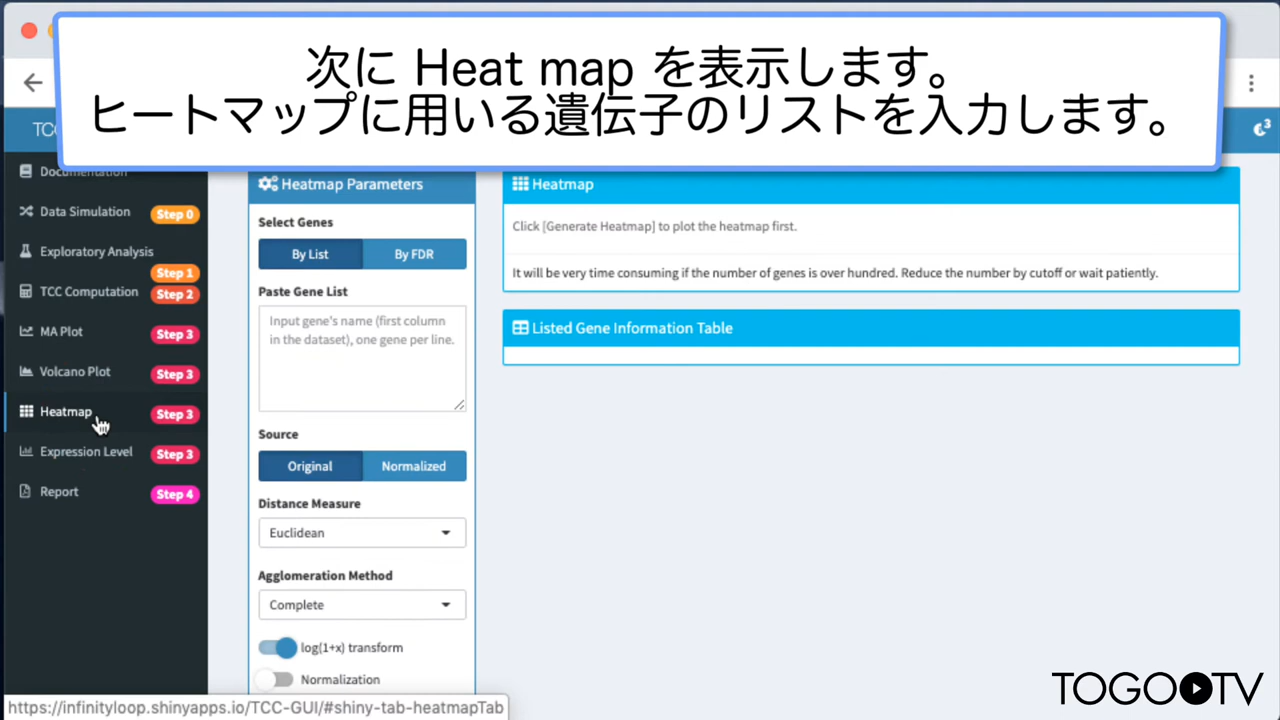 次に Heat map を表示します。
ヒートマップに用いる遺伝子のリストを入力します。
TCC
3
Documentation
Data Simulation Step 0
Exploratory Analysis
Step 1
TCC Computation Step 2
MA Plot Step 3
Volcano Plot Step 3
Heatmap Step 3
Expression Level Step 3
Report Step 4
Heatmap Parameters
Select Genes
By List By FDR
Paste Gene List
Input gene's name (first column
in the dataset), one gene per line.
Source
Original Normalized
Distance Measure
Euclidean
Agglomeration Method
Complete
log(1+x) transform
Normalization
Heatmap
Click [Generate Heatmap] to plot the heatmap first.
It will be very time consuming if the number of genes is over hundred. Reduce the number by cutoff or wait patiently.
Listed Gene Information Table
https://infinityloop.shinyapps.io/TCC-GUI/#shiny-tab-heatmapTab
TOGO TV